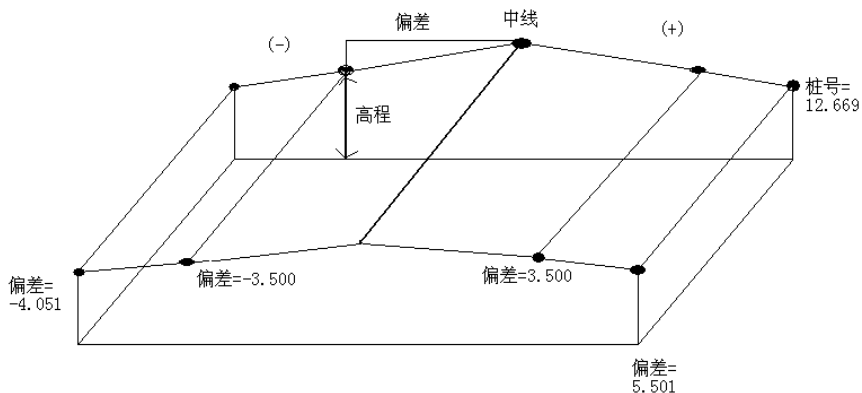 中线
偏差
(-)
(+)
桩号=
12.669
高程
偏差=-3.500
偏差=3.500
偏差=
-4.051
偏差=
5.501